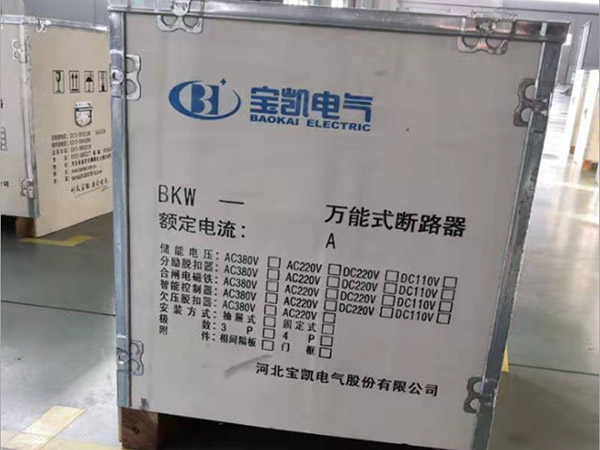 宝凯电气
BAOKAI ELECTRIC
BKW — 万能式断路器
额定电流: A
储能电压: AC380V □ AC220V □ DC220V □ DC110V □
分励脱扣器: AC380V □ AC220V □ DC220V □ DC110V □
合闸电磁铁: AC380V □ AC220V □ DC220V □ DC110V □
智能控制器: AC380V □ AC220V □ DC220V □ DC110V □
欠压脱扣器: AC380V □ AC220V □ DC220V □ DC110V □
安装方式: 抽屉式 □ 固定式 □
极数: 3P □ 4P □
附件: 相间隔板 □ 门框 □
河北宝凯电气股份有限公司